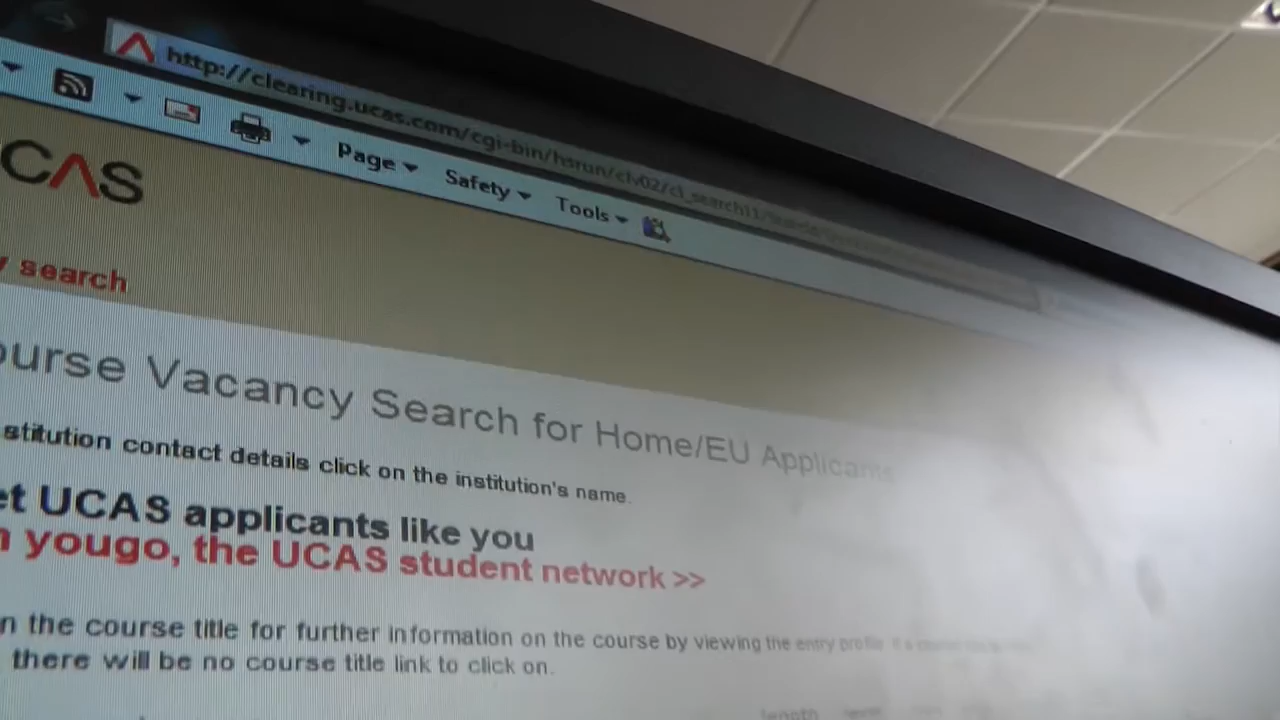 http://clearing.ucas.com/cgi-bin/hsrun/clv02/cl_search11/
Page Safety Tools
CAS
search
ourse Vacancy Search for Home/EU Applicants
stitution contact details click on the institution's name.
et UCAS applicants like you
n yougo, the UCAS student network >>
n the course title for further information on the course by viewing the entry profile.
there will be no course title link to click on.
length